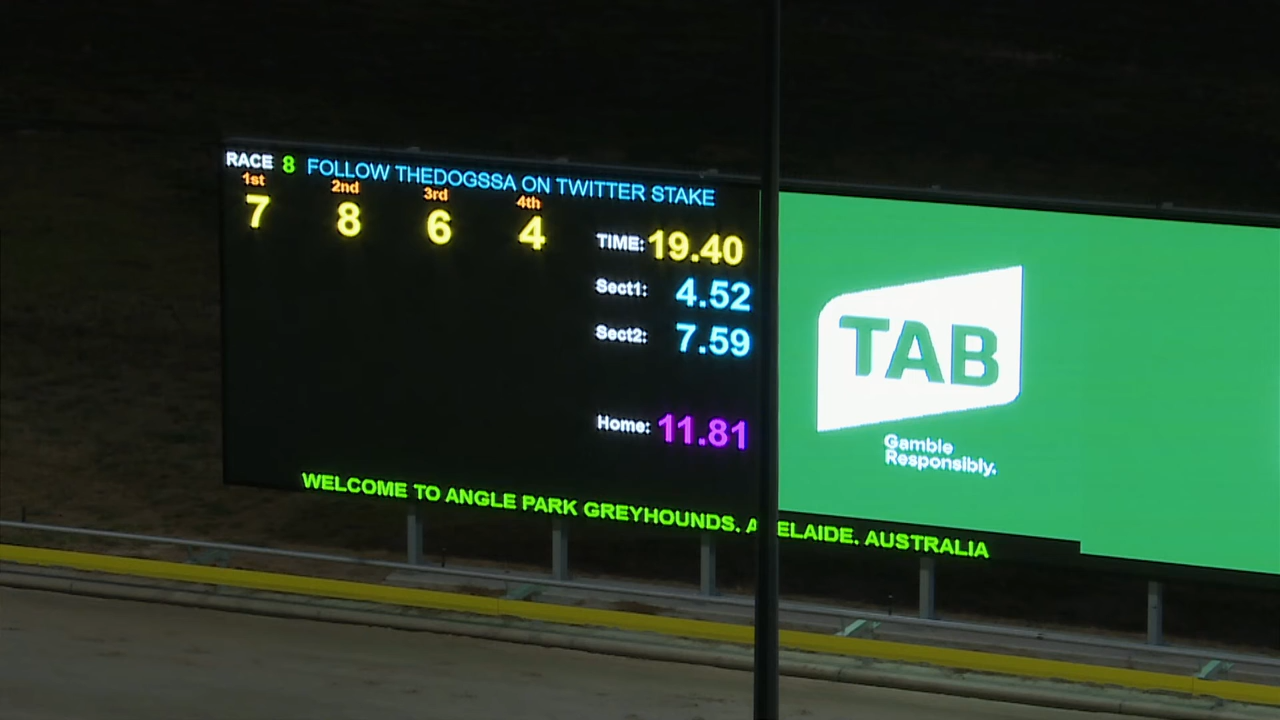 RACE 8 FOLLOW THEDOGSSA ON TWITTER STAKE
1st 2nd 3rd 4th
7 8 6 4
TIME: 19.40
Sect1: 4.52
Sect2: 7.59
Home: 11.81
WELCOME TO ANGLE PARK GREYHOUNDS. A ELAIDE. AUSTRALIA
TAB
Gamble
Responsibly.